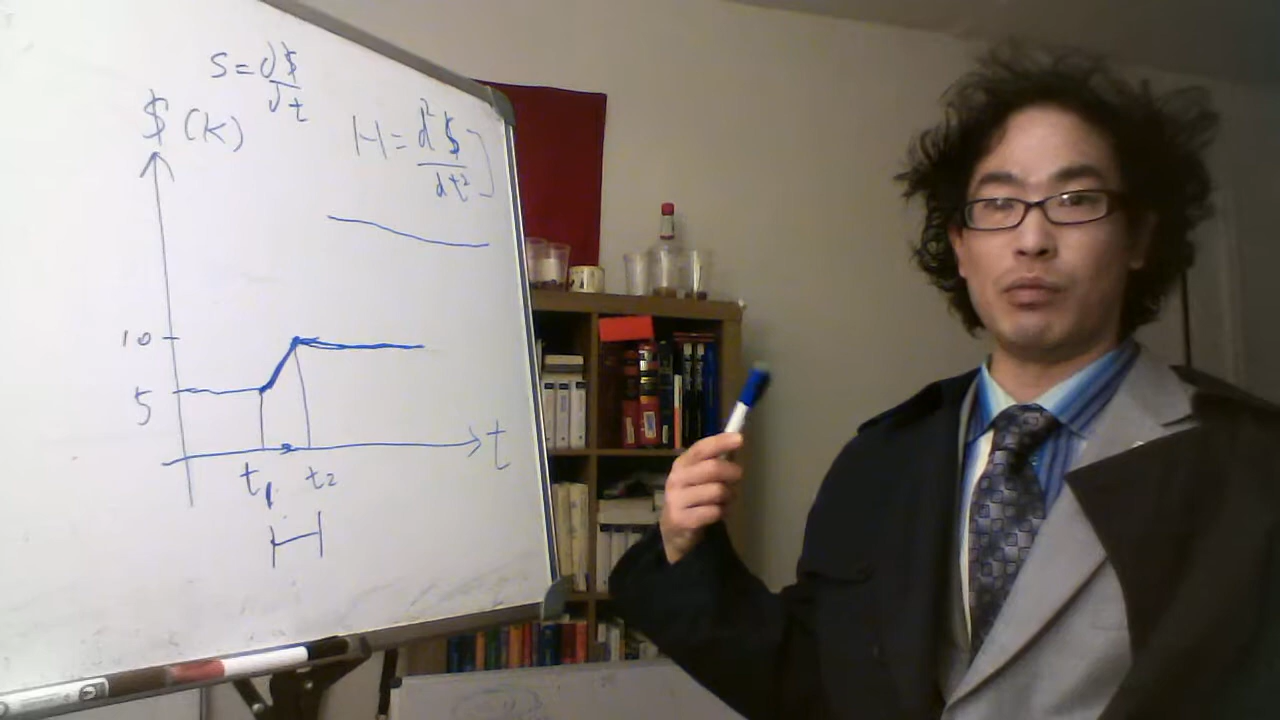 S = d$
dt
$ (K)
H = d²$
dt²
10
5
t
t₁ t₂
H